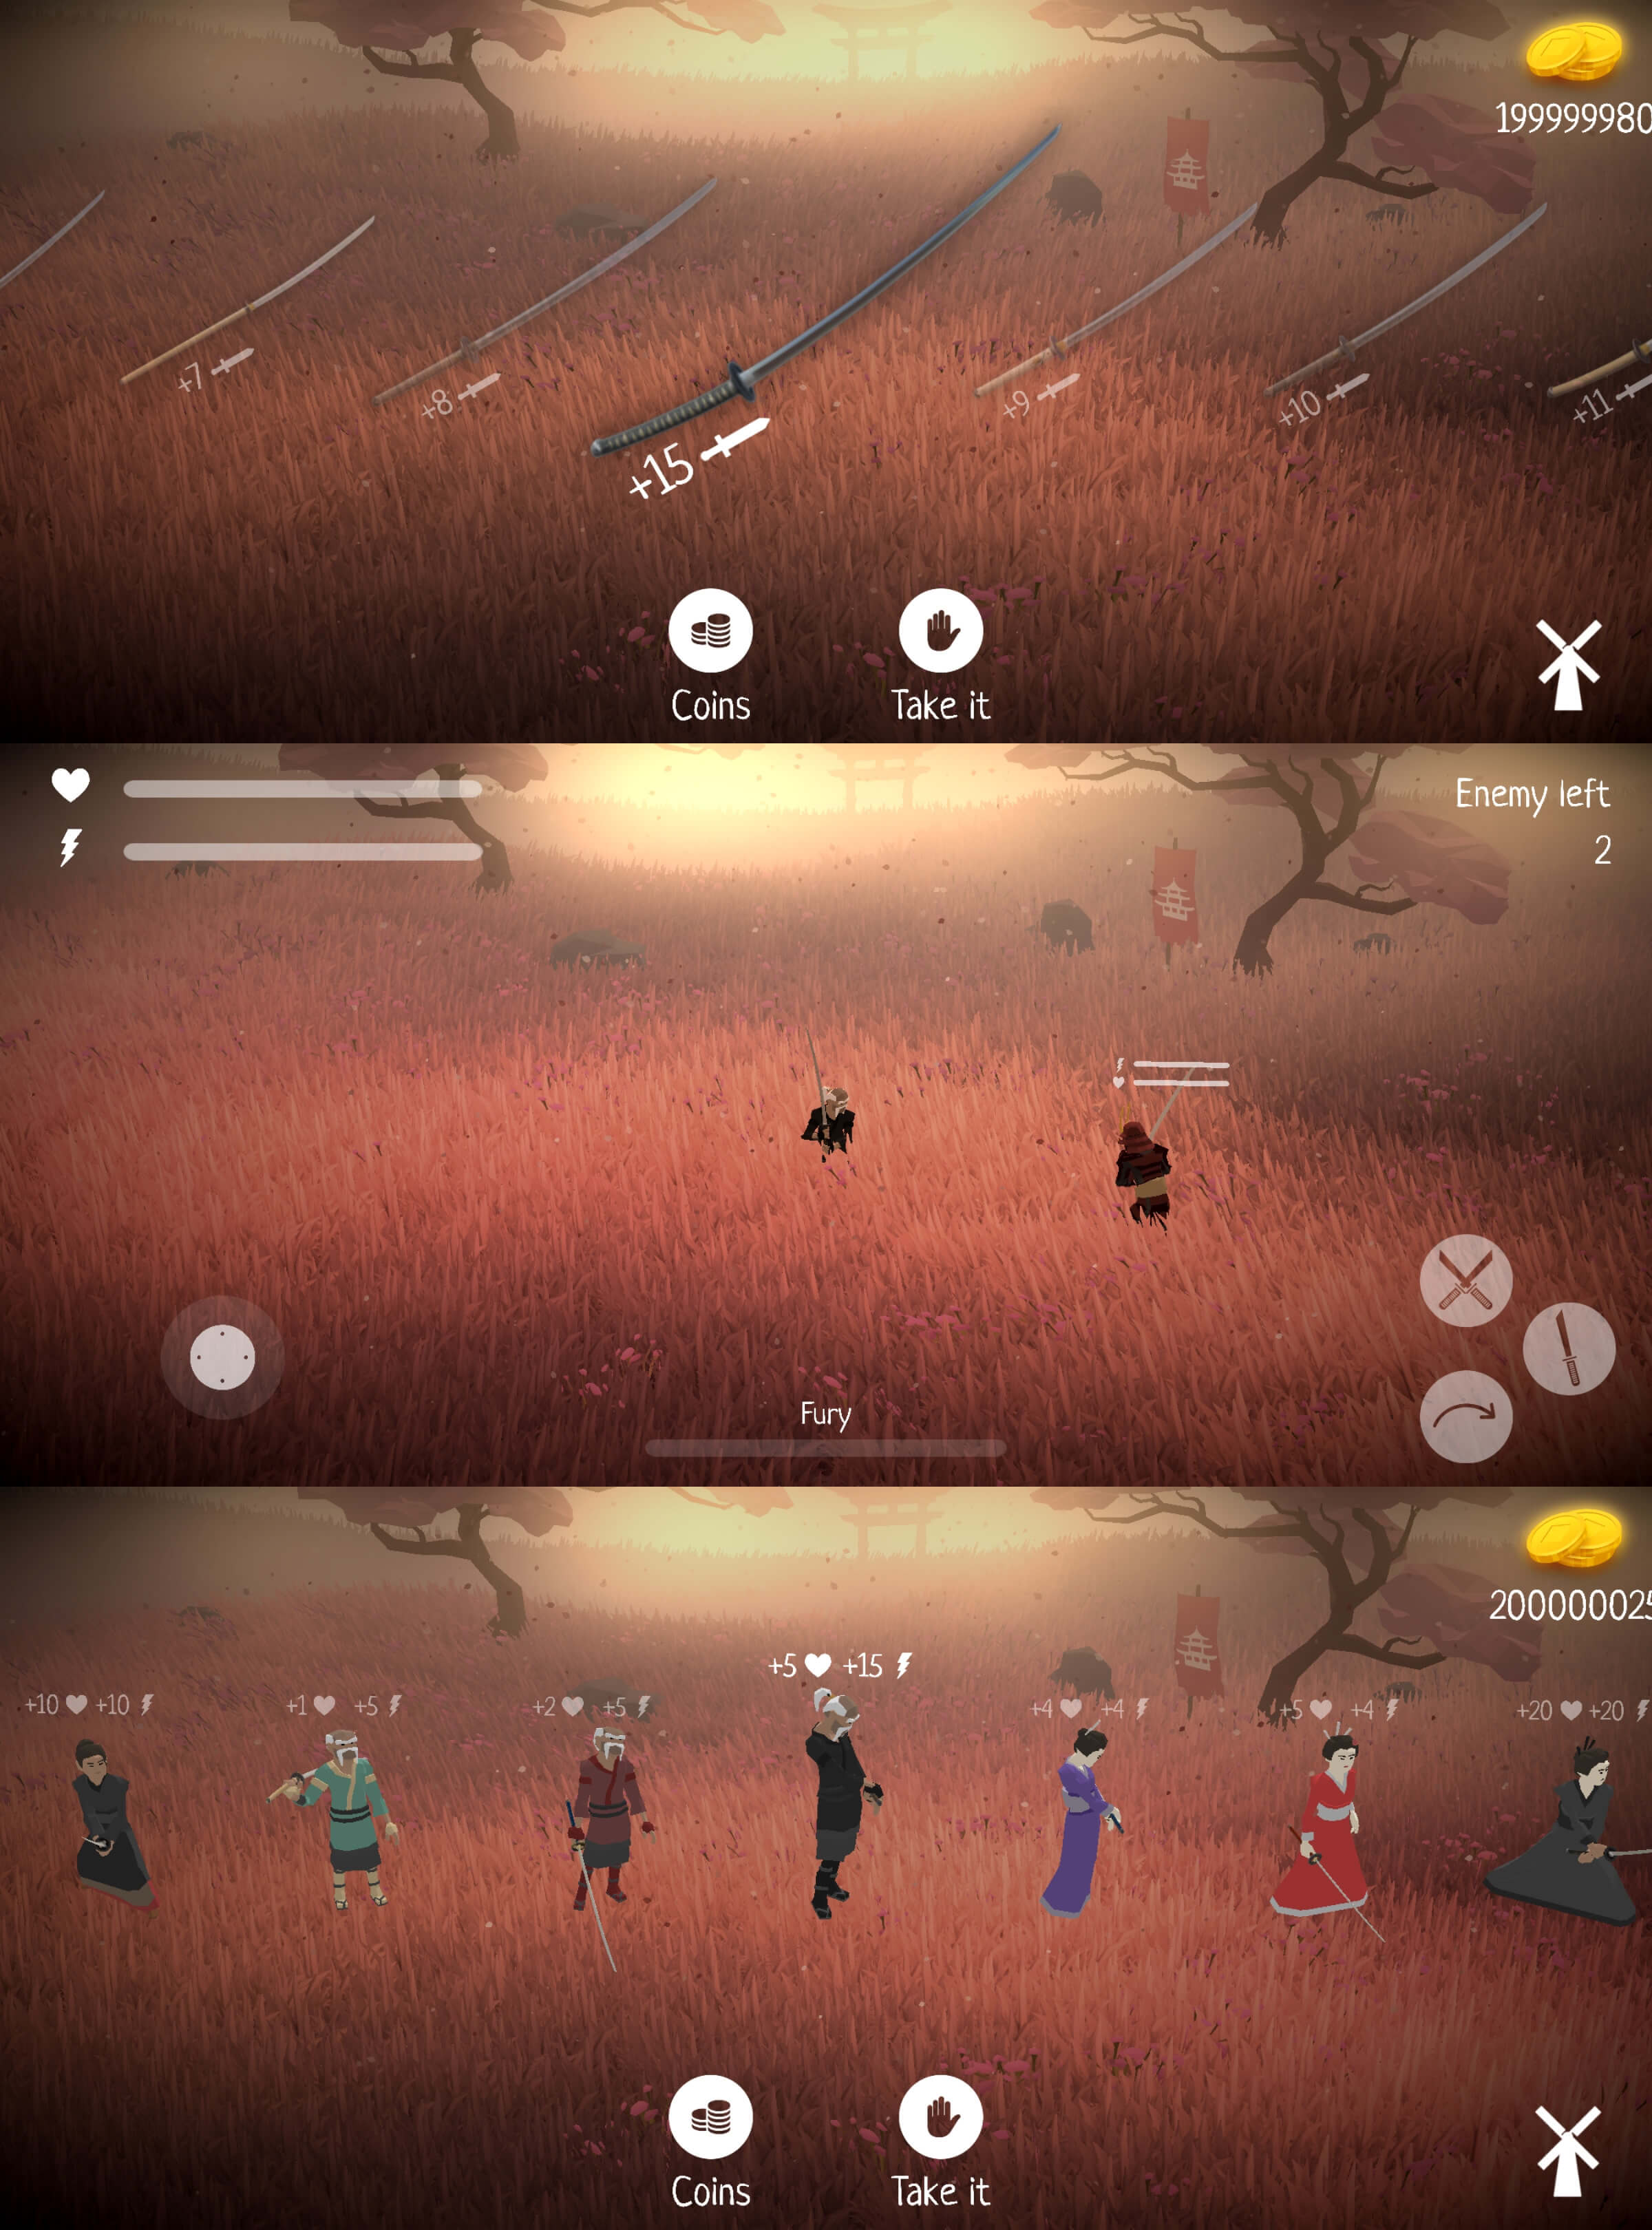 199999980
+7
+8
+15
+9
+10
+11
Coins
Take it
Enemy left
2
Fury
200000025
+5 +15
+10 +10
+1 +5
+2 +5
+4 +4
+5 +4
+20 +20
Coins
Take it